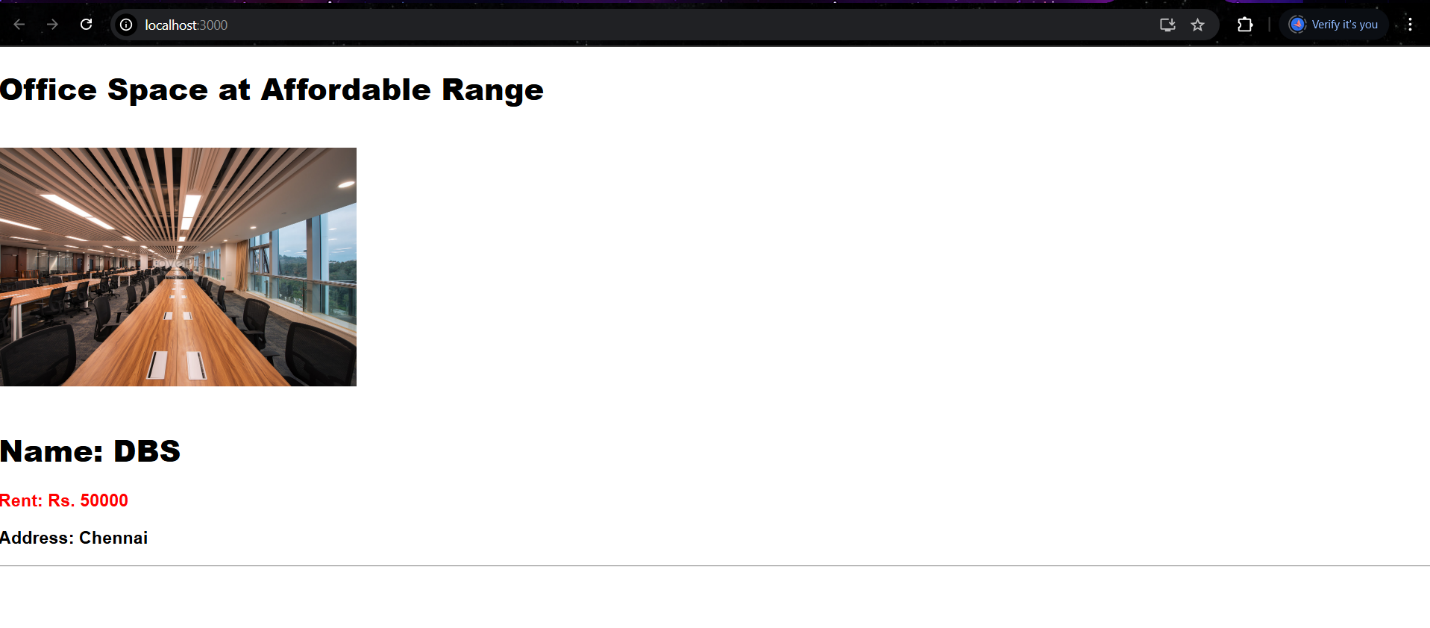 localhost:3000
Verify it's you
Office Space at Affordable Range
Name: DBS
Rent: Rs. 50000
Address: Chennai